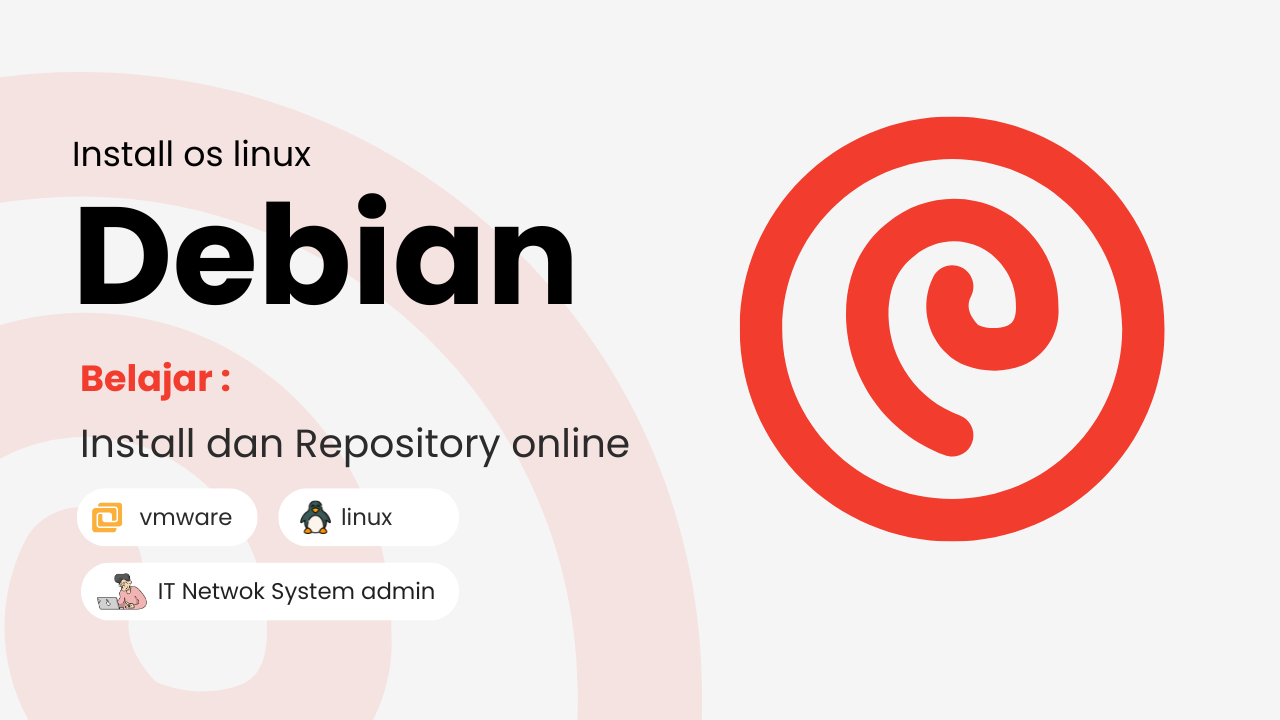 Install os linux
Debian
Belajar :
Install dan Repository online
vmware
linux
IT Netwok System admin